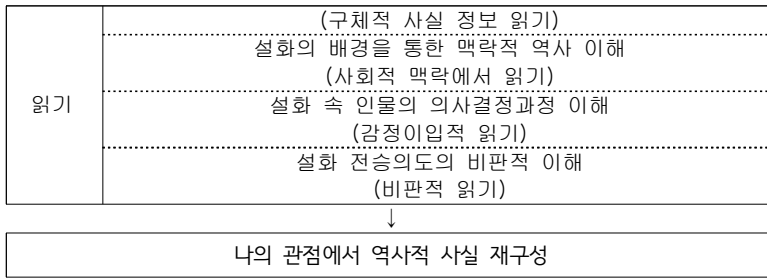 (구체적 사실 정보 읽기)
설화의 배경을 통한 맥락적 역사 이해
(사회적 맥락에서 읽기)
읽기
설화 속 인물의 의사결정과정 이해
(감정이입적 읽기)
설화 전승의도의 비판적 이해
(비판적 읽기)
↓
나의 관점에서 역사적 사실 재구성